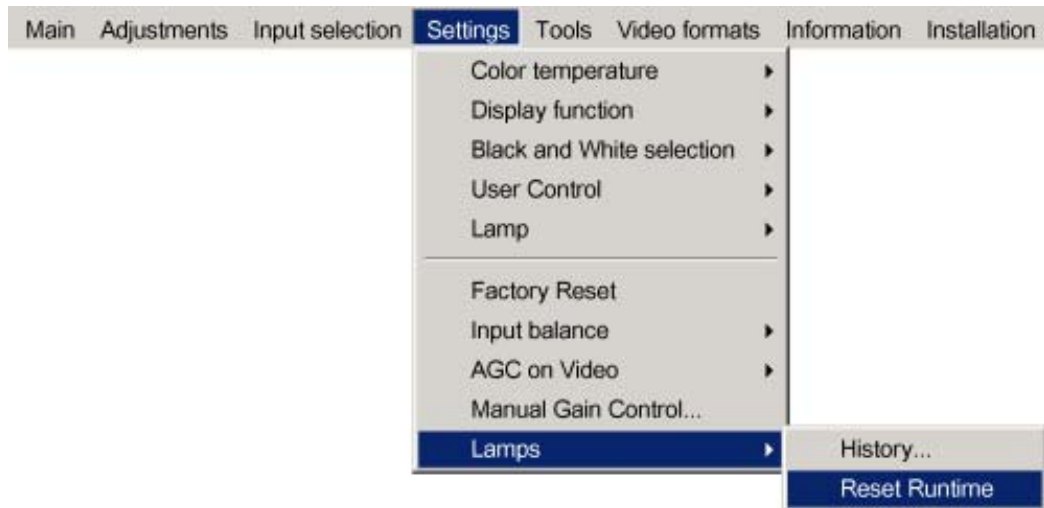 Main Adjustments Input selection Settings Tools Video formats Information Installation
Color temperature
Display function
Black and White selection
User Control
Lamp
Factory Reset
Input balance
AGC on Video
Manual Gain Control...
Lamps
History...
Reset Runtime